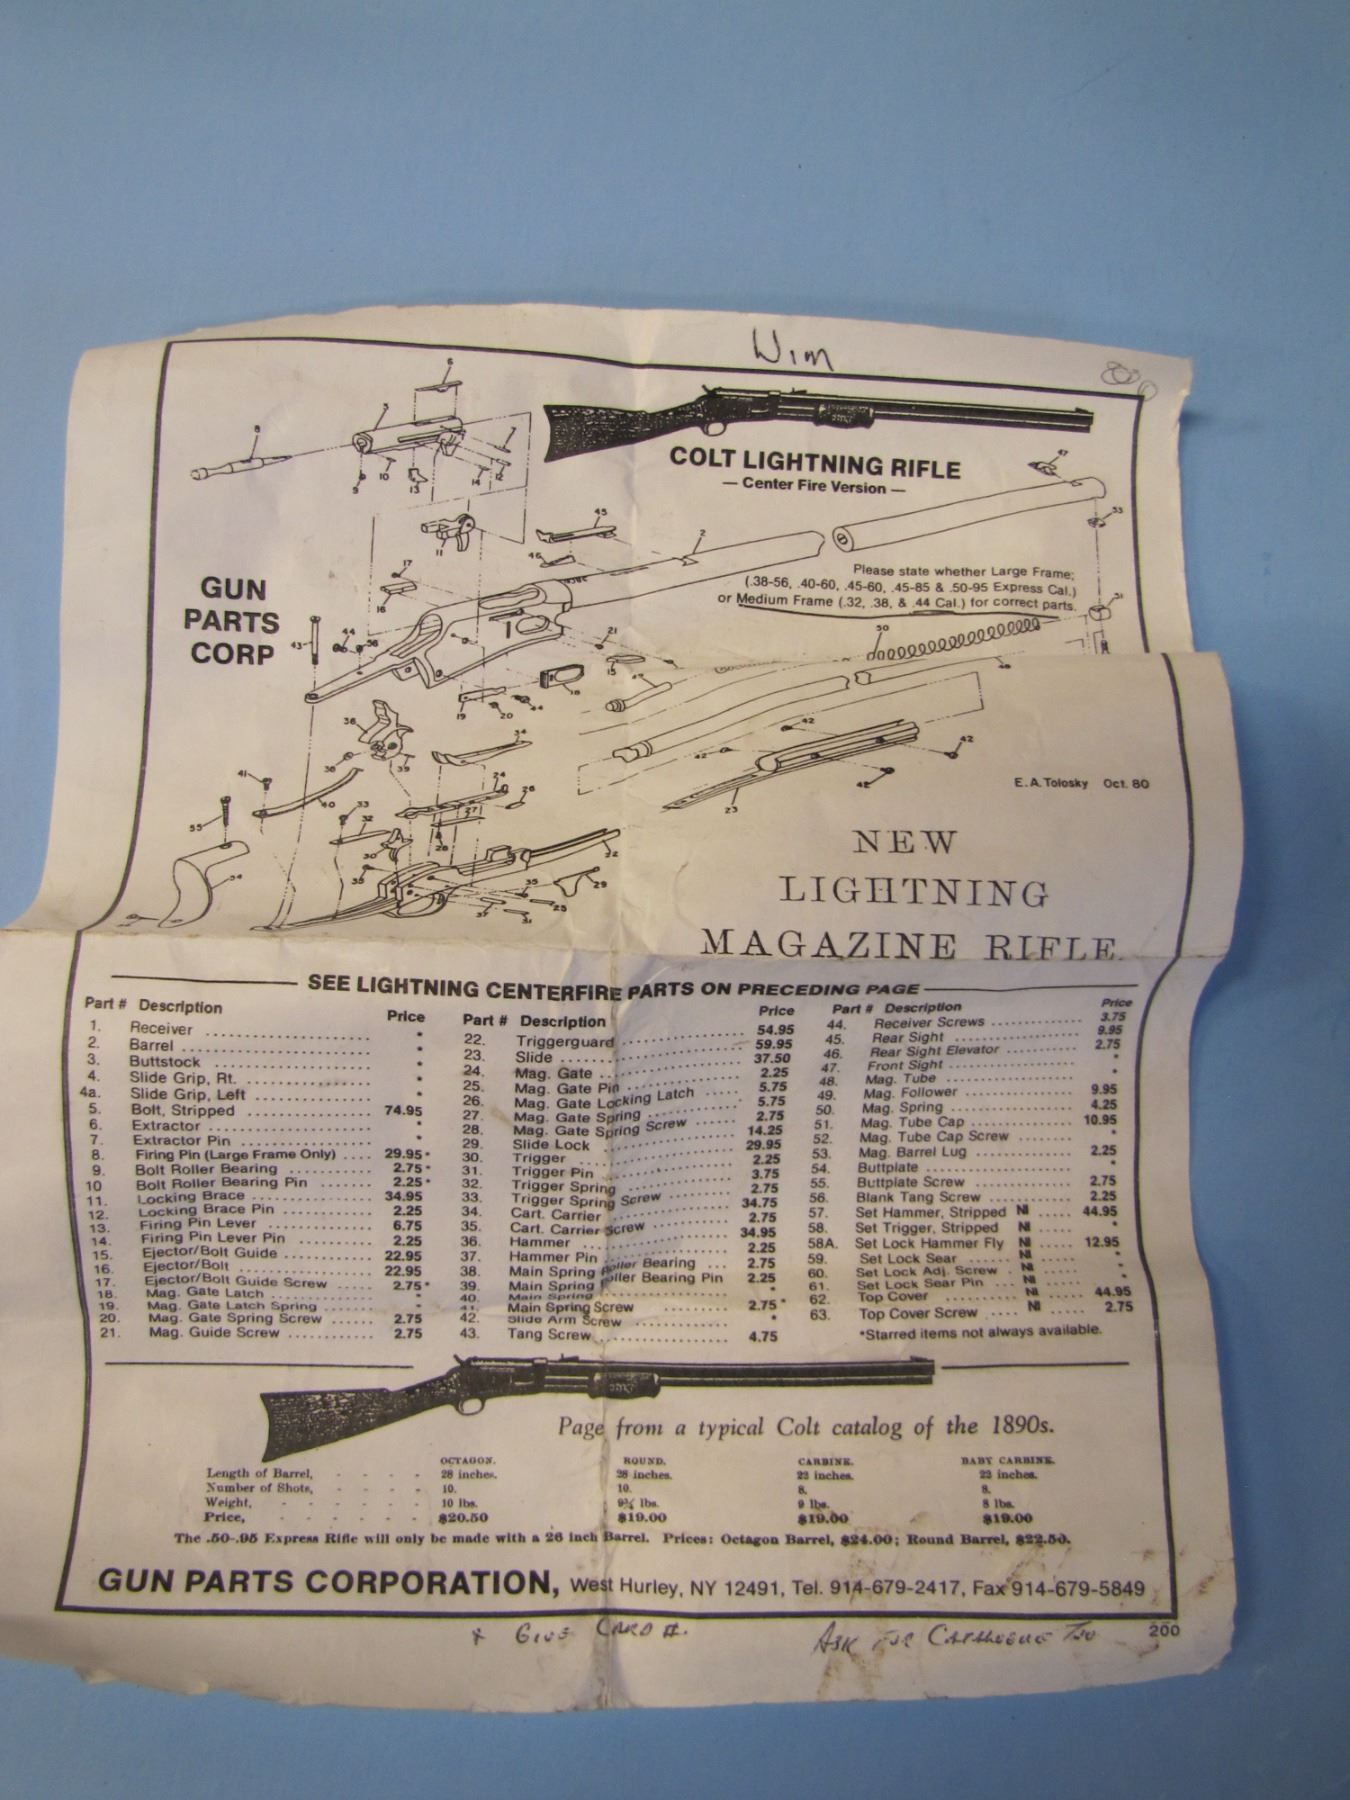 Wim
COLT LIGHTNING RIFLE
— Center Fire Version —
GUN
PARTS
CORP
Please state whether Large Frame;
(.38-56, .40-60, .45-60, .45-85 & .50-95 Express Cal.)
or Medium Frame (.32, .38, & .44 Cal.) for correct parts.
E. A. Tolosky Oct. 80
NEW
LIGHTNING
MAGAZINE RIFLE.
SEE LIGHTNING CENTERFIRE PARTS ON PRECEDING PAGE
Part # Description Price
1. Receiver *
2. Barrel *
3. Buttstock *
4. Slide Grip, Rt. *
4a. Slide Grip, Left *
5. Bolt, Stripped 74.95
6. Extractor *
7. Extractor Pin *
8. Firing Pin (Large Frame Only) 29.95*
9. Bolt Roller Bearing 2.75*
10 Bolt Roller Bearing Pin 2.25*
11. Locking Brace 34.95
12. Locking Brace Pin 2.25
13. Firing Pin Lever 6.75
14. Firing Pin Lever Pin 2.25
15. Ejector/Bolt Guide 22.95
16. Ejector/Bolt 22.95
17. Ejector/Bolt Guide Screw 2.75*
18. Mag. Gate Latch
19. Mag. Gate Latch Spring
20. Mag. Gate Spring Screw 2.75
21. Mag. Guide Screw 2.75
Part # Description Price
22. Triggerguard 54.95
23. Slide 59.95
24. Mag. Gate 37.50
25. Mag. Gate Pin 2.25
26. Mag. Gate Locking Latch 5.75
27. Mag. Gate Spring 5.75
28. Mag. Gate Spring Screw 2.75
29. Slide Lock 14.25
30. Trigger 29.95
31. Trigger Pin 2.25
32. Trigger Spring 3.75
33. Trigger Spring Screw 2.75
34. Cart. Carrier 34.75
35. Cart. Carrier Screw 2.75
36. Hammer 34.95
37. Hammer Pin 2.25
38. Main Spring Roller Bearing 2.75
39. Main Spring Roller Bearing Pin 2.25
40. Main Spring
41. Main Spring Screw 2.75*
42. Slide Arm Screw *
43. Tang Screw 4.75
Part # Description Price
44. Receiver Screws 3.75
45. Rear Sight 9.95
46. Rear Sight Elevator 2.75
47. Front Sight *
48. Mag. Tube *
49. Mag. Follower 9.95
50. Mag. Spring 4.25
51. Mag. Tube Cap 10.95
52. Mag. Tube Cap Screw *
53. Mag. Barrel Lug 2.25
54. Buttplate *
55. Buttplate Screw 2.75
56. Blank Tang Screw 2.25
57. Set Hammer, Stripped NI 44.95
58. Set Trigger, Stripped NI *
58A. Set Lock Hammer Fly NI 12.95
59. Set Lock Sear NI *
60. Set Lock Adj. Screw NI *
61. Set Lock Sear Pin NI *
62. Top Cover NI 44.95
63. Top Cover Screw NI 2.75
*Starred items not always available.
Page from a typical Colt catalog of the 1890s.
OCTAGON. ROUND. CARBINE. BABY CARBINE.
Length of Barrel, - - - - 28 inches. 28 inches. 22 inches. 22 inches.
Number of Shots, - - - - 10. 10. 8. 8.
Weight, - - - - - - 10 lbs. 9¾ lbs. 9 lbs. 8 lbs.
Price, - - - - - - $20.50 $19.00 $19.00 $19.00
The .50-.95 Express Rifle will only be made with a 26 inch Barrel. Prices: Octagon Barrel, $24.00; Round Barrel, $22.50.
GUN PARTS CORPORATION, West Hurley, NY 12491, Tel. 914-679-2417, Fax 914-679-5849
200
x GIVE CARD #. ASK FOR CATALOGUE TOO